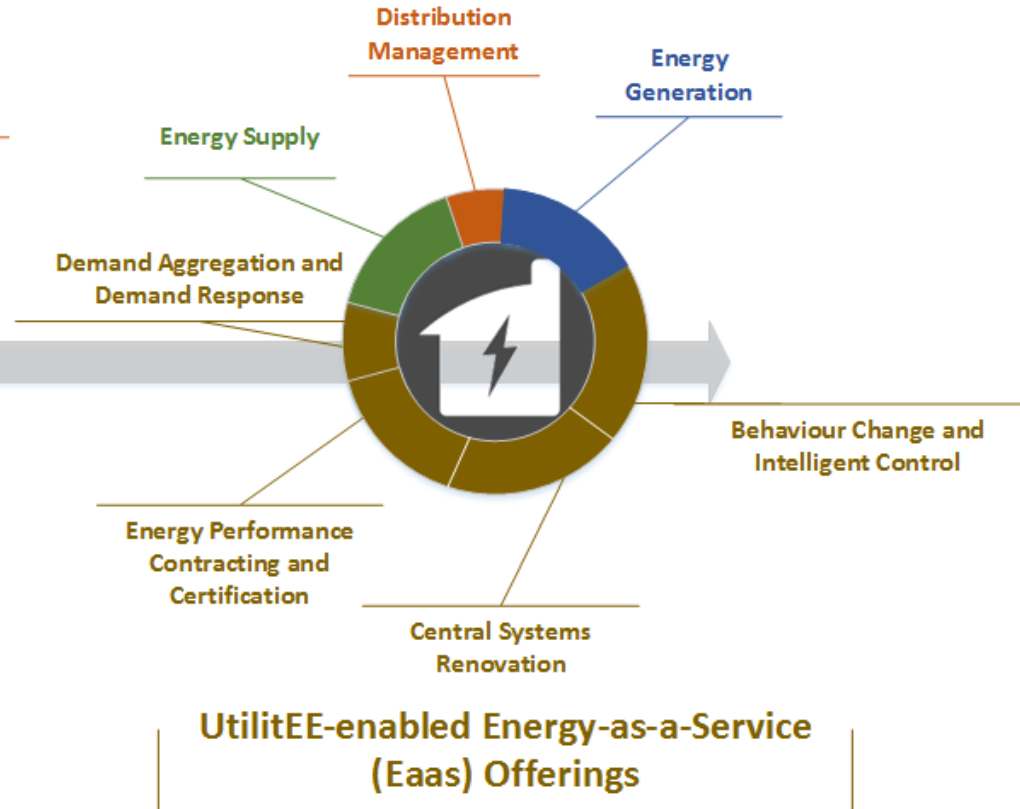 Distribution
Management
Energy
Generation
Energy Supply
Demand Aggregation and
Demand Response
Behaviour Change and
Intelligent Control
Energy Performance
Contracting and
Certification
Central Systems
Renovation
UtilitEE-enabled Energy-as-a-Service
(Eaas) Offerings